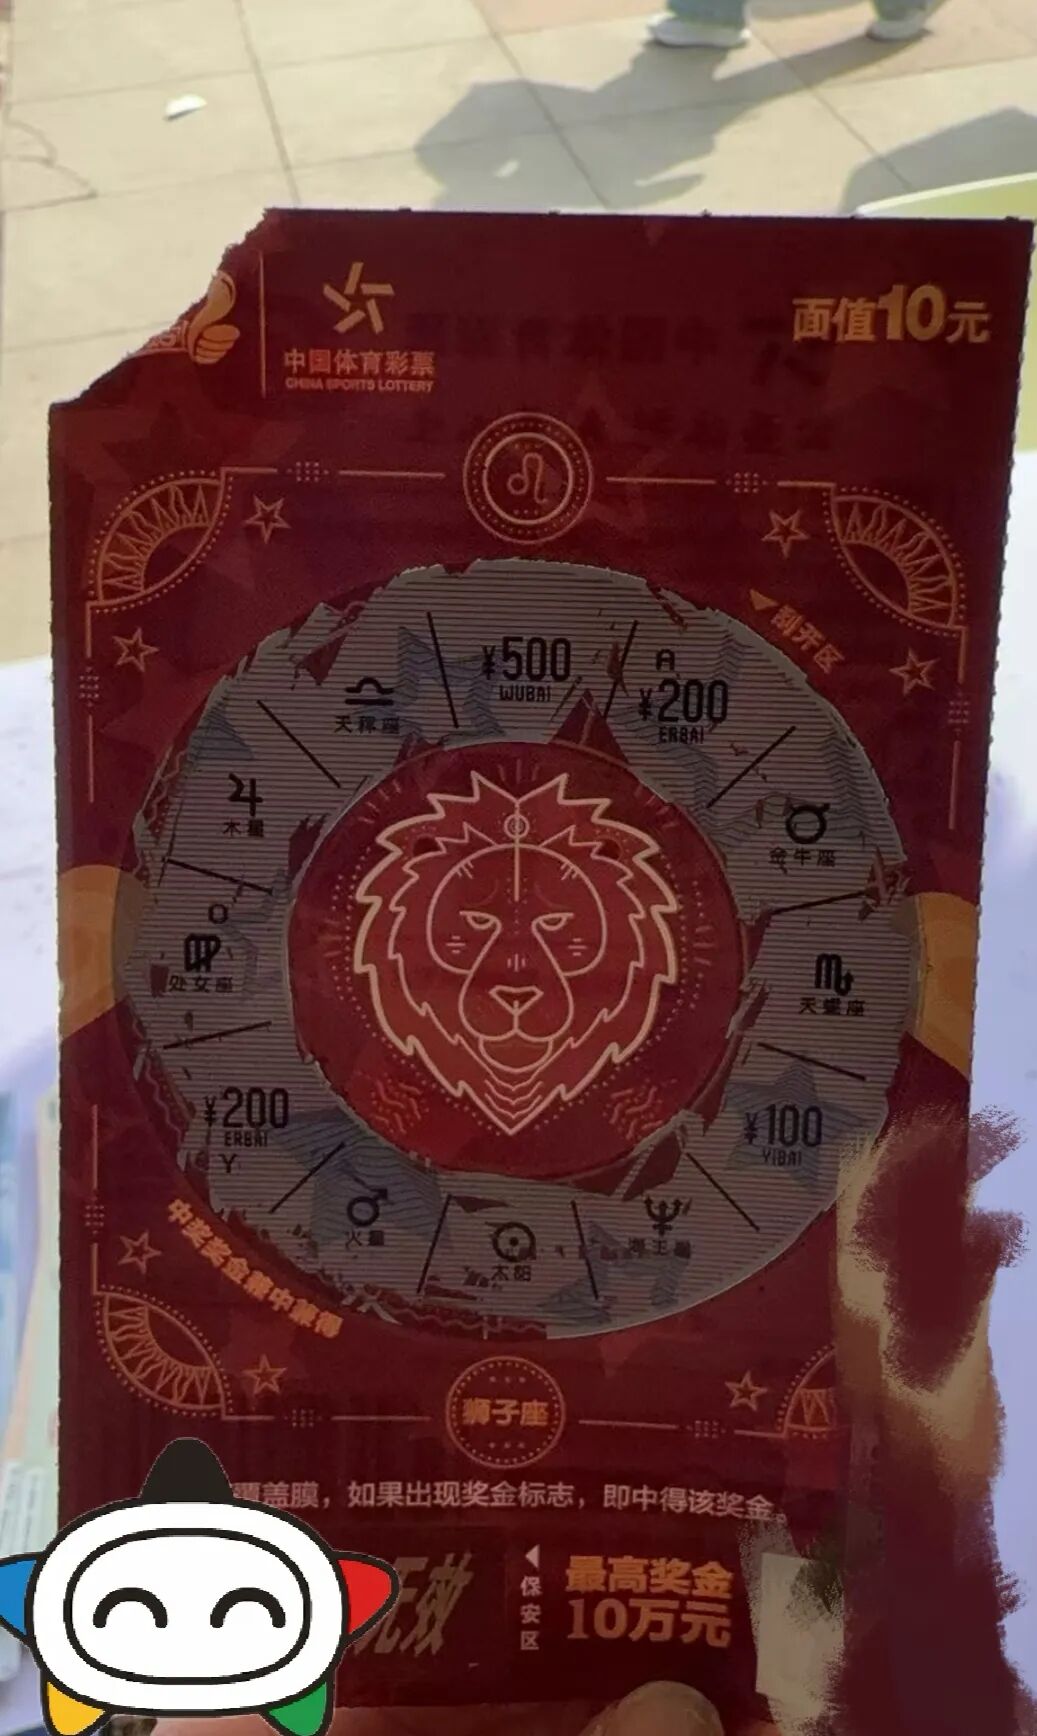 中国体育彩票
CHINA SPORTS LOTTERY
面值10元
刮开区
¥500
WUBAI
A
¥200
ERBAI
天秤座
木星
金牛座
处女座
天蝎座
¥200
ERBAI
Y
¥100
YIBAI
火星
太阳
海王星
中奖奖金兼中兼得
狮子座
覆盖膜，如果出现奖金标志，即中得该奖金。
无效
保安区
最高奖金
10万元